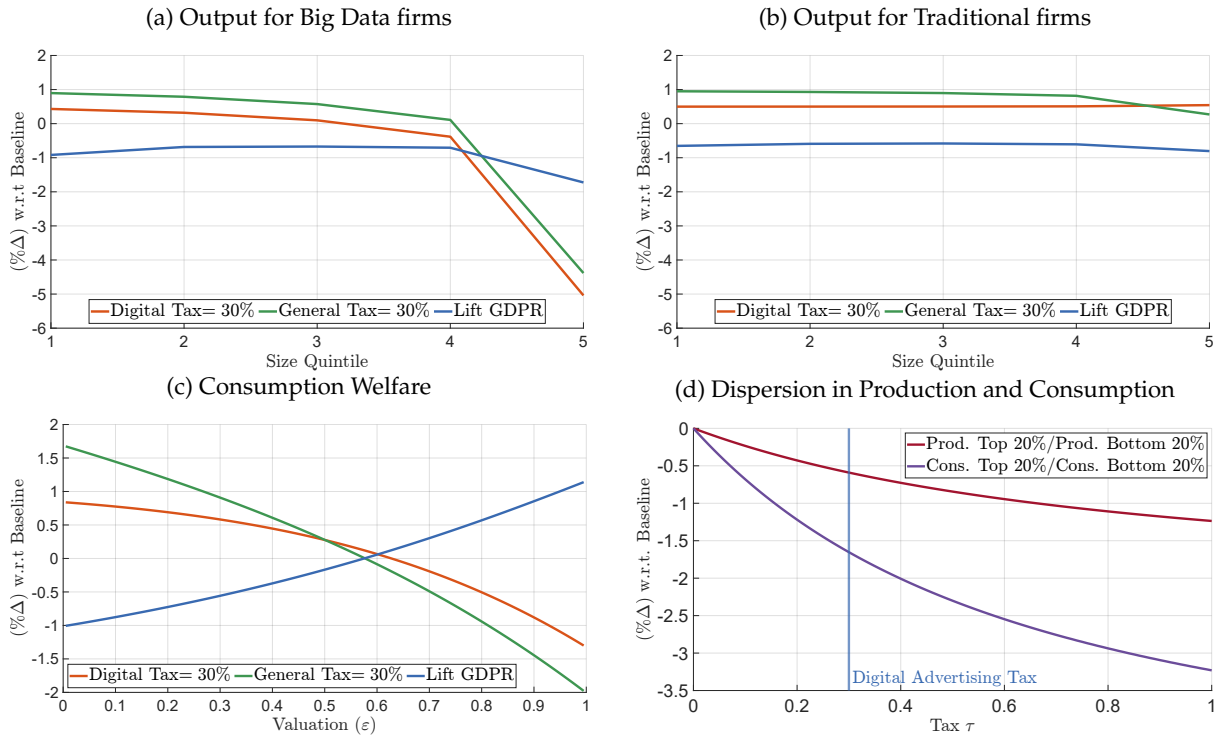 (a) Output for Big Data firms
(%Δ) w.r.t Baseline
2
1
0
-1
-2
-3
-4
-5
-6
Digital Tax= 30% General Tax= 30% Lift GDPR
1 2 3 4 5
Size Quintile
(b) Output for Traditional firms
(%Δ) w.r.t Baseline
2
1
0
-1
-2
-3
-4
-5
-6
Digital Tax= 30% General Tax= 30% Lift GDPR
1 2 3 4 5
Size Quintile
(c) Consumption Welfare
(%Δ) w.r.t Baseline
2
1.5
1
0.5
0
-0.5
-1
-1.5
-2
Digital Tax= 30% General Tax= 30% Lift GDPR
0 0.1 0.2 0.3 0.4 0.5 0.6 0.7 0.8 0.9 1
Valuation (ε)
(d) Dispersion in Production and Consumption
(%Δ) w.r.t. Baseline
0
-0.5
-1
-1.5
-2
-2.5
-3
-3.5
Prod. Top 20%/Prod. Bottom 20%
Cons. Top 20%/Cons. Bottom 20%
Digital Advertising Tax
0 0.2 0.4 0.6 0.8 1
Tax τ